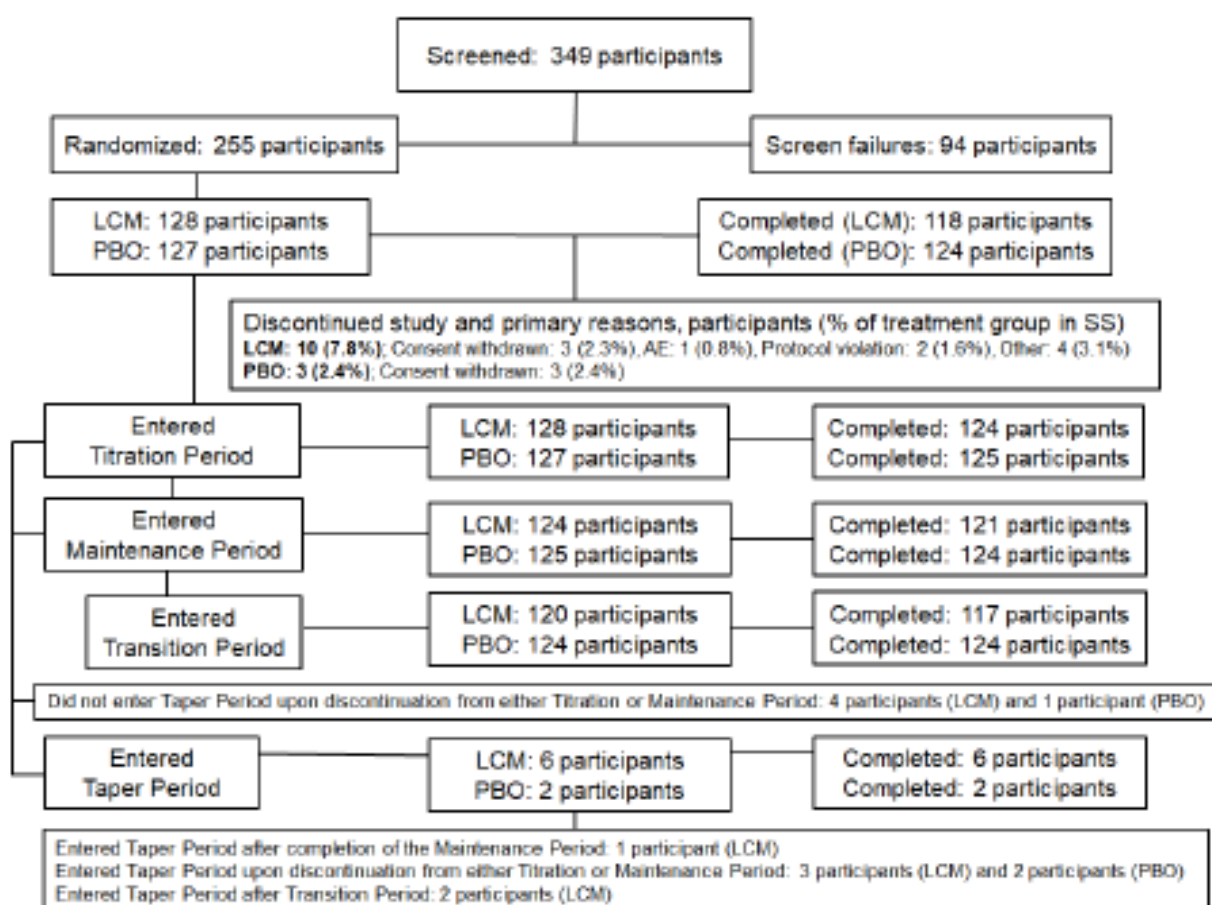 Screened: 349 participants
Randomized: 255 participants
Screen failures: 94 participants
LCM: 128 participants
PBO: 127 participants
Completed (LCM): 118 participants
Completed (PBO): 124 participants
Discontinued study and primary reasons, participants (% of treatment group in SS)
LCM: 10 (7.8%); Consent withdrawn: 3 (2.3%), AE: 1 (0.8%), Protocol violation: 2 (1.6%), Other: 4 (3.1%)
PBO: 3 (2.4%); Consent withdrawn: 3 (2.4%)
Entered
Titration Period
LCM: 128 participants
PBO: 127 participants
Completed: 124 participants
Completed: 125 participants
Entered
Maintenance Period
LCM: 124 participants
PBO: 125 participants
Completed: 121 participants
Completed: 124 participants
Entered
Transition Period
LCM: 120 participants
PBO: 124 participants
Completed: 117 participants
Completed: 124 participants
Did not enter Taper Period upon discontinuation from either Titration or Maintenance Period: 4 participants (LCM) and 1 participant (PBO)
Entered
Taper Period
LCM: 6 participants
PBO: 2 participants
Completed: 6 participants
Completed: 2 participants
Entered Taper Period after completion of the Maintenance Period: 1 participant (LCM)
Entered Taper Period upon discontinuation from either Titration or Maintenance Period: 3 participants (LCM) and 2 participants (PBO)
Entered Taper Period after Transition Period: 2 participants (LCM)